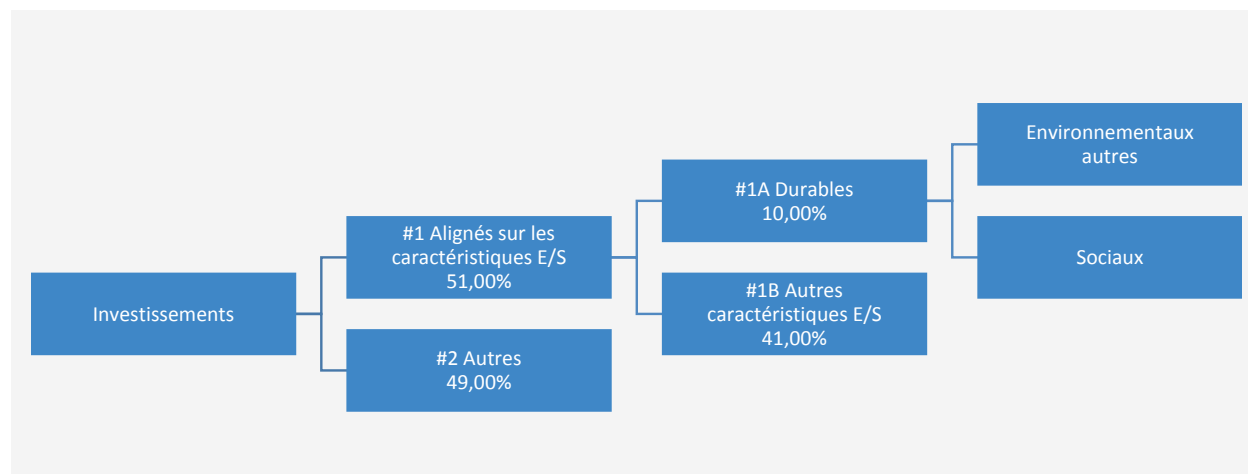 Investissements
#1 Alignés sur les
caractéristiques E/S
51,00%
#2 Autres
49,00%
#1A Durables
10,00%
#1B Autres
caractéristiques E/S
41,00%
Environnementaux
autres
Sociaux